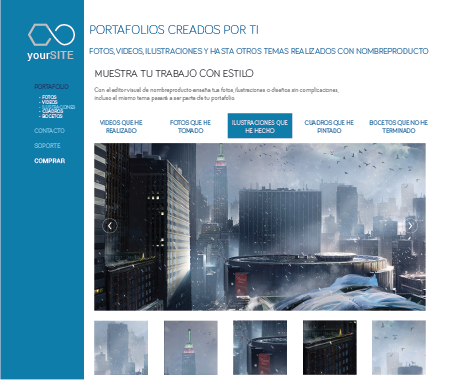 yourSITE
PORTAFOLIO
- FOTOS
- VIDEOS
- ILUSTRACIONES
- CUADROS
- BOCETOS
CONTACTO
SOPORTE
COMPRAR
PORTAFOLIOS CREADOS POR TI
FOTOS, VIDEOS, ILUSTRACIONES Y HASTA OTROS TEMAS REALIZADOS CON NOMBREPRODUCTO
MUESTRA TU TRABAJO CON ESTILO
Con el editor visual de nombreproducto enseña tus fotos, ilustraciones o diseños sin complicaciones,
incluso el mismo tema pasará a ser parte de tu portafolio
VIDEOS QUE HE
REALIZADO
FOTOS QUE HE
TOMADO
ILUSTRACIONES QUE
HE HECHO
CUADROS QUE HE
PINTADO
BOCETOS QUE NO HE
TERMINADO